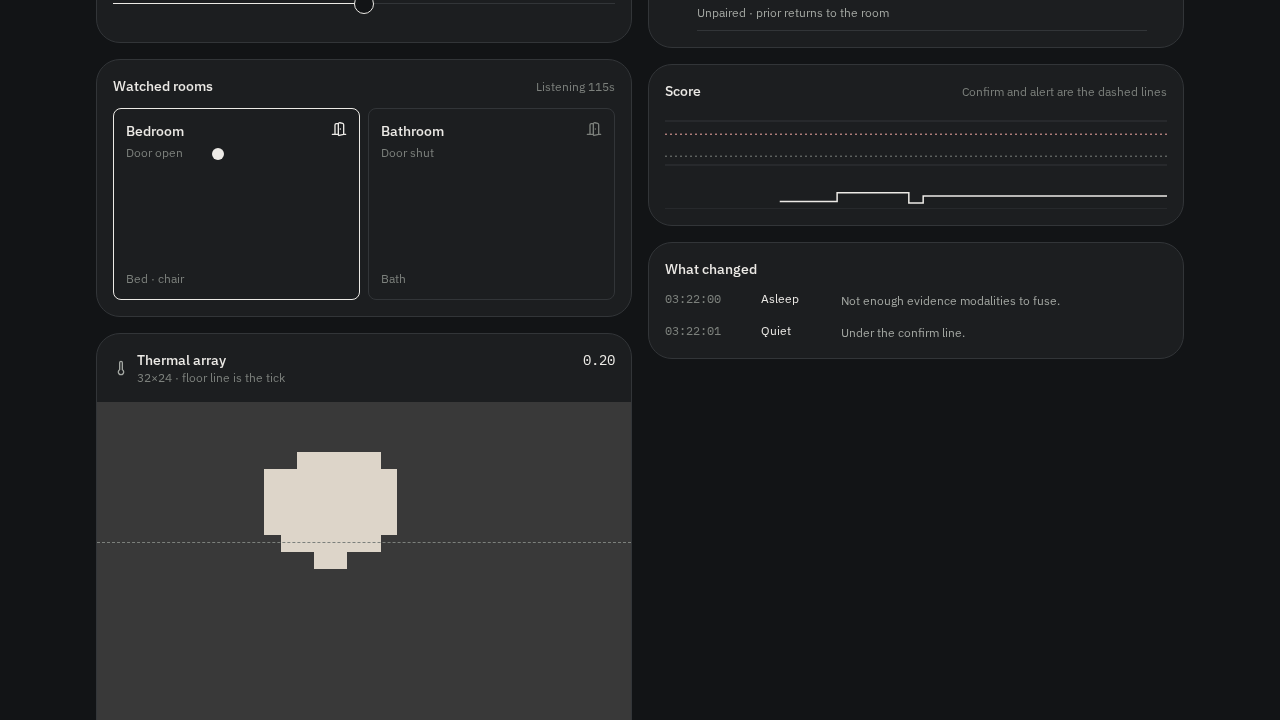 Unpaired · prior returns to the room
Watched rooms
Listening 115s
Bedroom
Door open
Bed · chair
Bathroom
Door shut
Bath
Thermal array
32×24 · floor line is the tick
0.20
Score
Confirm and alert are the dashed lines
What changed
03:22:00 Asleep Not enough evidence modalities to fuse.
03:22:01 Quiet Under the confirm line.